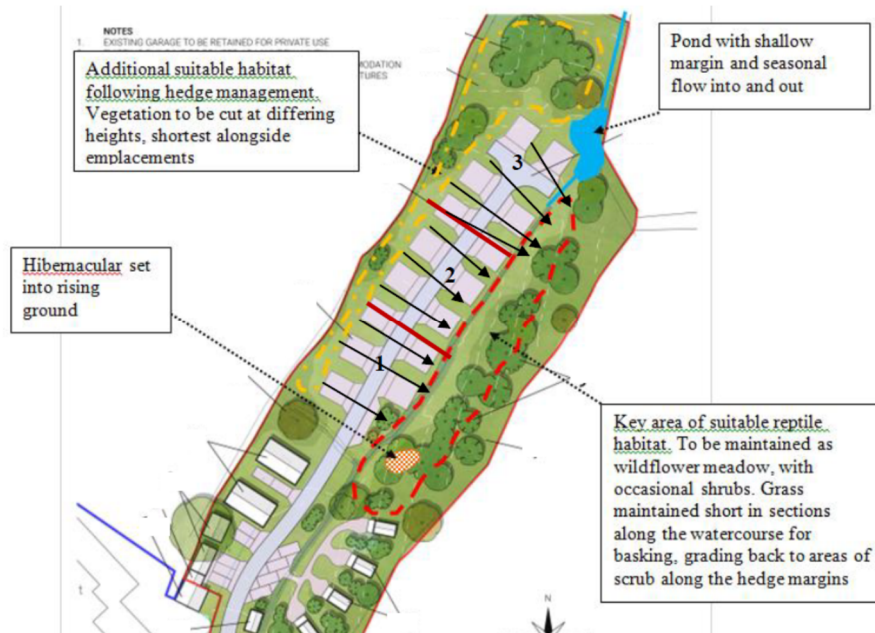 NOTES
1. EXISTING GARAGE TO BE RETAINED FOR PRIVATE USE
MODATION
TURES
Additional suitable habitat
following hedge management.
Vegetation to be cut at differing
heights, shortest alongside
emplacements
Pond with shallow
margin and seasonal
flow into and out
3
2
1
Hibernacular set
into rising
ground
Key area of suitable reptile
habitat. To be maintained as
wildflower meadow, with
occasional shrubs. Grass
maintained short in sections
along the watercourse for
basking, grading back to areas of
scrub along the hedge margins
t
N